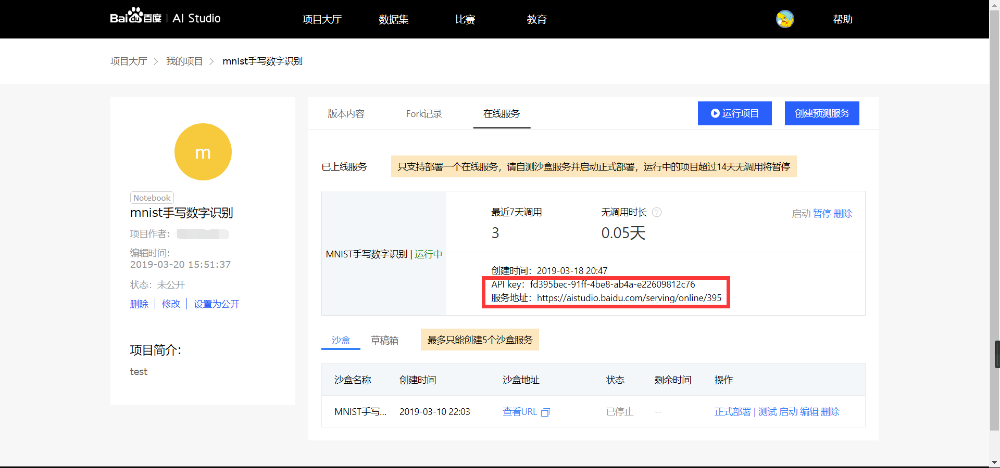 Bai百度 | AI Studio
项目大厅
数据集
比赛
教育
帮助
项目大厅 > 我的项目 > mnist手写数字识别
m
Notebook
mnist手写数字识别
项目作者：
编辑时间:
2019-03-20 15:51:37
状态：未公开
删除 | 修改 | 设置为公开
项目简介：
test
版本内容
Fork记录
在线服务
运行项目
创建预测服务
已上线服务
只支持部署一个在线服务，请自测沙盒服务并启动正式部署，运行中的项目超过14天无调用将暂停
MNIST手写数字识别 | 运行中
最近7天调用
3
无调用时长 ?
0.05天
启动 暂停 删除
创建时间：2019-03-18 20:47
API key：fd395bec-91ff-4be8-ab4a-e22609812c76
服务地址：https://aistudio.baidu.com/serving/online/395
沙盒
草稿箱
最多只能创建5个沙盒服务
沙盒名称 创建时间 沙盒地址 状态 剩余时间 操作
MNIST手写... 2019-03-10 22:03 查看URL 已停止 -- 正式部署 | 测试 启动 编辑 删除